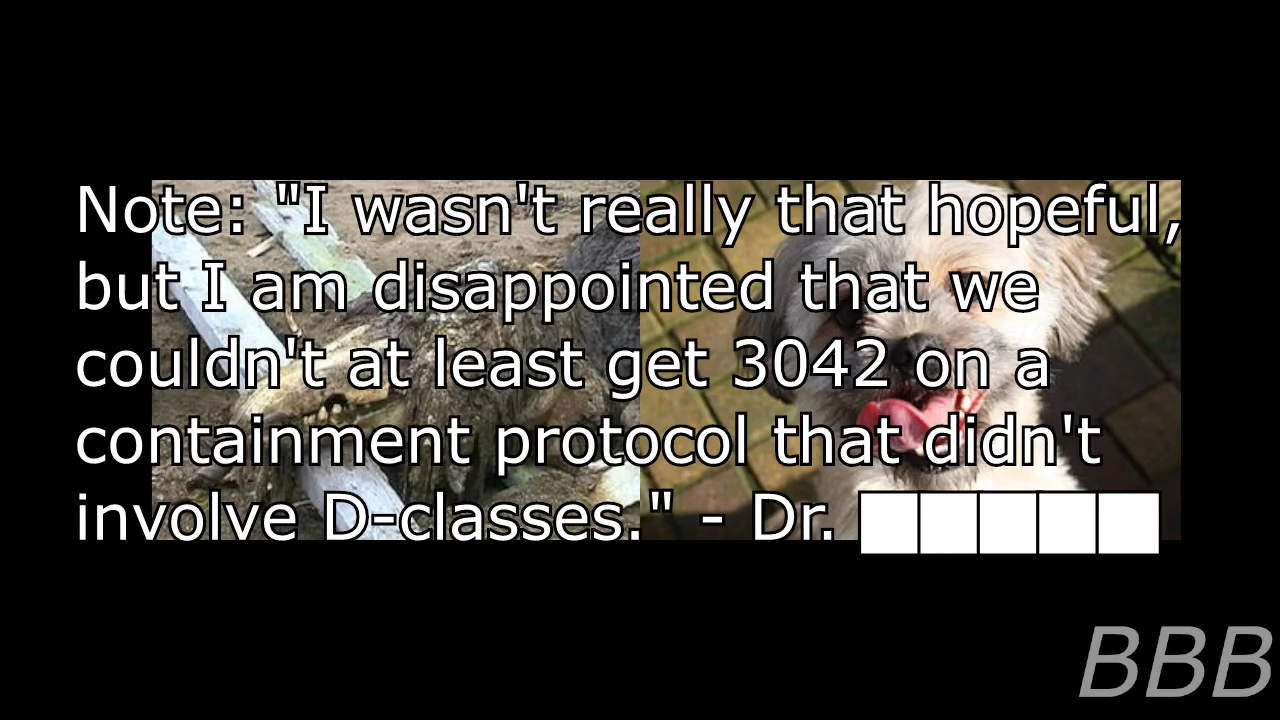 Note: "I wasn't really that hopeful,
but I am disappointed that we
couldn't at least get 3042 on a
containment protocol that didn't
involve D-classes." - Dr. █████
BBB